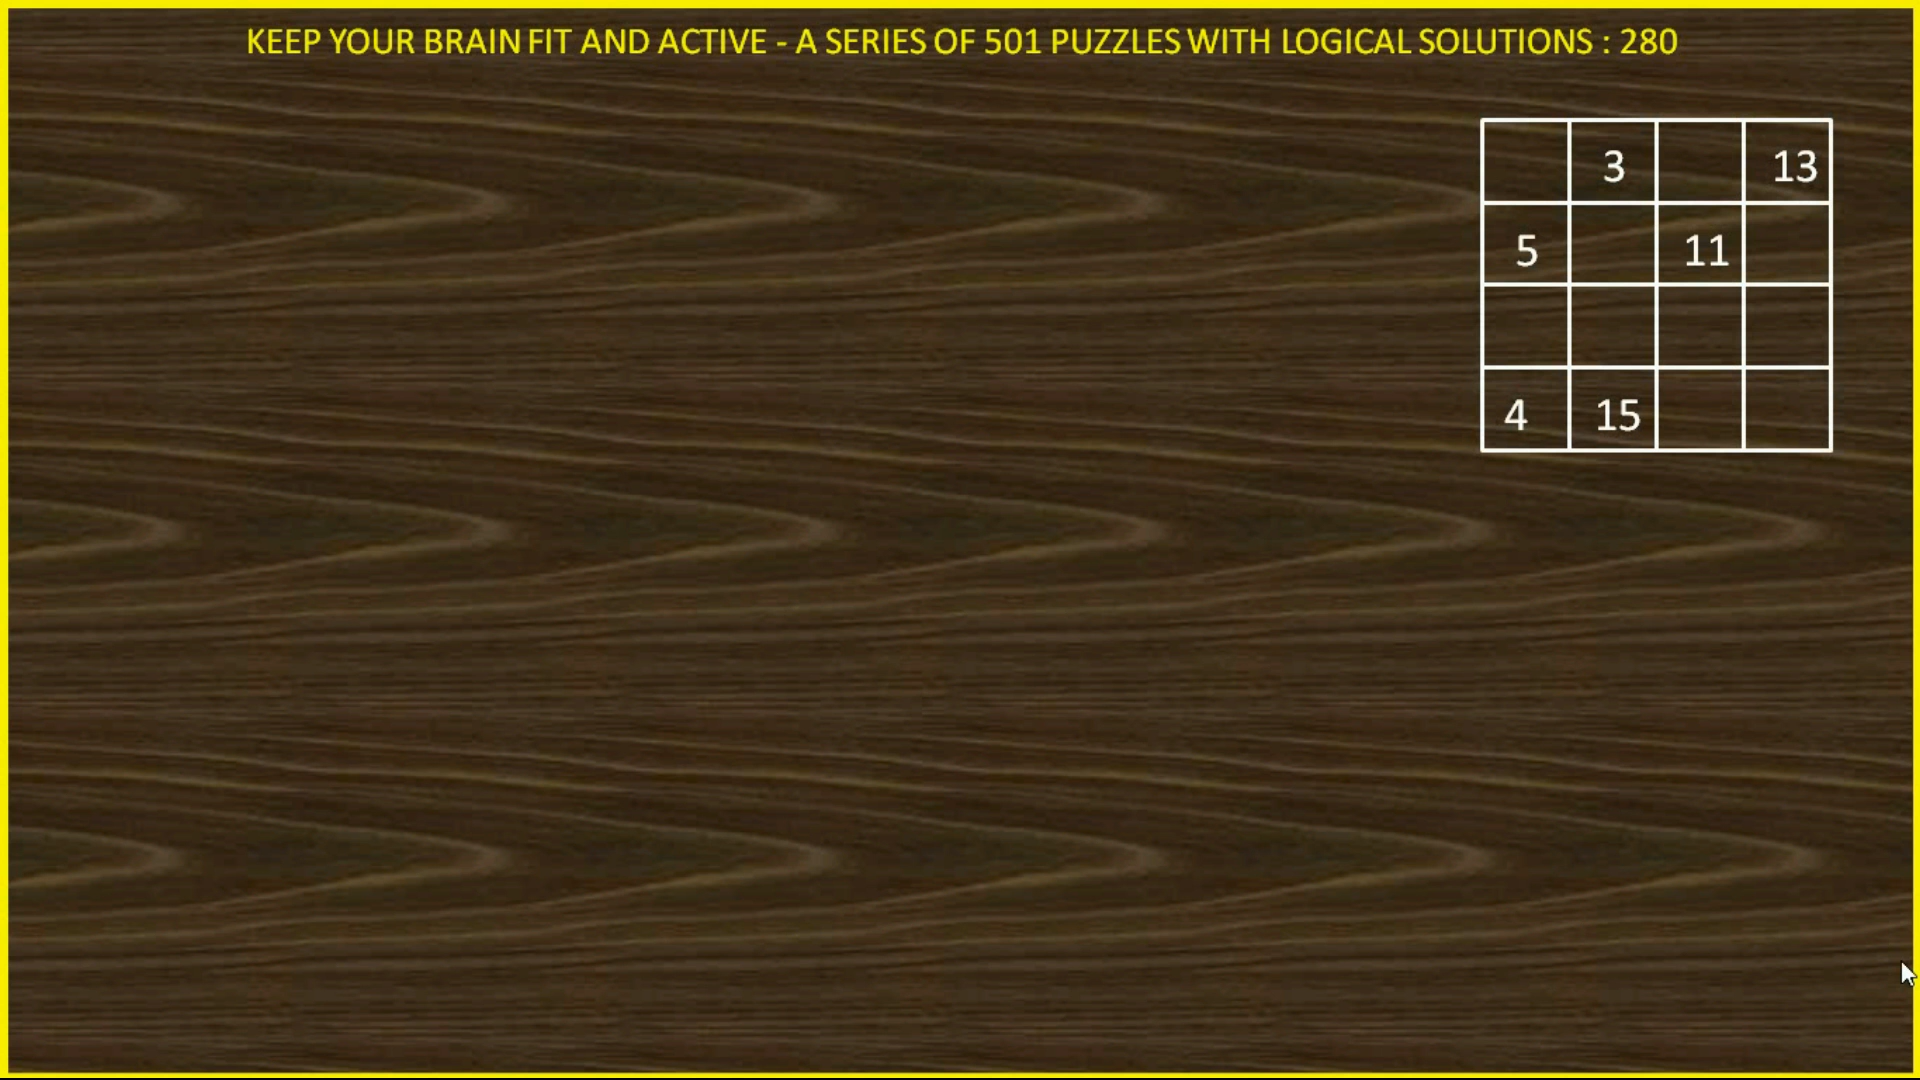 KEEP YOUR BRAIN FIT AND ACTIVE - A SERIES OF 501 PUZZLES WITH LOGICAL SOLUTIONS : 280
3 13
5 11
4 15